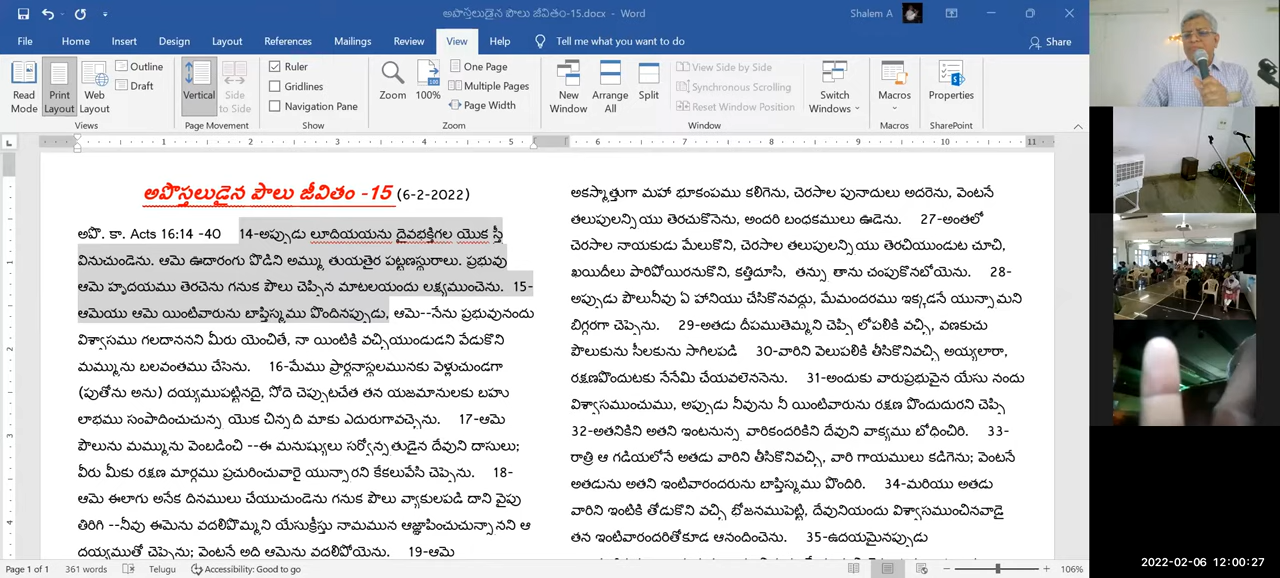 అపొస్తలుడైన పౌలు జీవితం-15.docx - Word
Shalem A
File Home Insert Design Layout References Mailings Review View Help Tell me what you want to do Share
Read Mode
Print Layout
Web Layout
Outline
Draft
Views
Vertical
Side to Side
Page Movement
Ruler
Gridlines
Navigation Pane
Show
Zoom
100%
One Page
Multiple Pages
Page Width
Zoom
New Window
Arrange All
Split
View Side by Side
Synchronous Scrolling
Reset Window Position
Window
Switch Windows
Macros
Macros
Properties
SharePoint
అపొస్తలుడైన పౌలు జీవితం -15 (6-2-2022)
అపొ. కా. Acts 16:14 -40 14-అప్పుడు లూదియయను దైవభక్తిగల యొక స్త్రీ
వినుచుండెను. ఆమె ఊదారంగు పొడిని అమ్ము తుయతైర పట్టణస్థురాలు. ప్రభువు
ఆమె హృదయము తెరచెను గనుక పౌలు చెప్పిన మాటలయందు లక్ష్యముంచెను. 15-
ఆమెయు ఆమె యింటివారును బాప్తిస్మము పొందినప్పుడు, ఆమె--నేను ప్రభువునందు
విశ్వాసము గలదాననని మీరు యెంచితే, నా యింటికి వచ్చియుండుడని వేడుకొని
మమ్మును బలవంతము చేసెను. 16-మేము ప్రార్థనాస్థలమునకు వెళ్లుచుండగా
(పుతోను అను) దయ్యముపట్టినదై, సోదె చెప్పుటచేత తన యజమానులకు బహు
లాభము సంపాదించుచున్న యొక చిన్నది మాకు ఎదురుగావచ్చెను. 17-ఆమె
పౌలును మమ్మును వెంబడించి --ఈ మనుష్యులు సర్వోన్నతుడైన దేవుని దాసులు;
వీరు మీకు రక్షణ మార్గము ప్రచురించువారై యున్నారని కేకలువేసి చెప్పెను. 18-
ఆమె ఈలాగు అనేక దినములు చేయుచుండెను గనుక పౌలు వ్యాకులపడి దాని వైపు
తిరిగి --నీవు ఈమెను వదలిపొమ్మని యేసుక్రీస్తు నామమున ఆజ్ఞాపించుచున్నానని ఆ
దయ్యముతో చెప్పెను; వెంటనే అది ఆమెను వదలిపోయెను. 19-ఆమె
అకస్మాత్తుగా మహా భూకంపము కలిగెను, చెరసాల పునాదులు అదరెను, వెంటనే
తలుపులన్నియు తెరచుకొనెను, అందరి బంధకములు ఊడెను. 27-అంతలో
చెరసాల నాయకుడు మేలుకొని, చెరసాల తలుపులన్నియు తెరచియుండుట చూచి,
ఖయిదీలు పారిపోయిరనుకొని, కత్తిదూసి, తన్ను తాను చంపుకొనబోయెను. 28-
అప్పుడు పౌలునీవు ఏ హానియు చేసికొనవద్దు, మేమందరము ఇక్కడనే యున్నామని
బిగ్గరగా చెప్పెను. 29-అతడు దీపముతెమ్మని చెప్పి లోపలికి వచ్చి, వణకుచు
పౌలుకును సీలకును సాగిలపడి 30-వారిని వెలుపలికి తీసికొనివచ్చి అయ్యలారా,
రక్షణపొందుటకు నేనేమి చేయవలెననెను. 31-అందుకు వారుప్రభువైన యేసు నందు
విశ్వాసముంచుము, అప్పుడు నీవును నీ యింటివారును రక్షణ పొందుదురని చెప్పి
32-అతనికిని అతని ఇంటనున్న వారికందరికిని దేవుని వాక్యము బోధించిరి. 33-
రాత్రి ఆ గడియలోనే అతడు వారిని తీసికొనివచ్చి, వారి గాయములు కడిగెను; వెంటనే
అతడును అతని ఇంటివారందరును బాప్తిస్మము పొందిరి. 34-మరియు అతడు
వారిని ఇంటికి తోడుకొని వచ్చి భోజనముపెట్టి, దేవునియందు విశ్వాసముంచినవాడై
తన ఇంటివారందరితోకూడ ఆనందించెను. 35-ఉదయమైనప్పుడు
Page 1 of 1 361 words Telugu Accessibility: Good to go 106%
2022-02-06 12:00:27